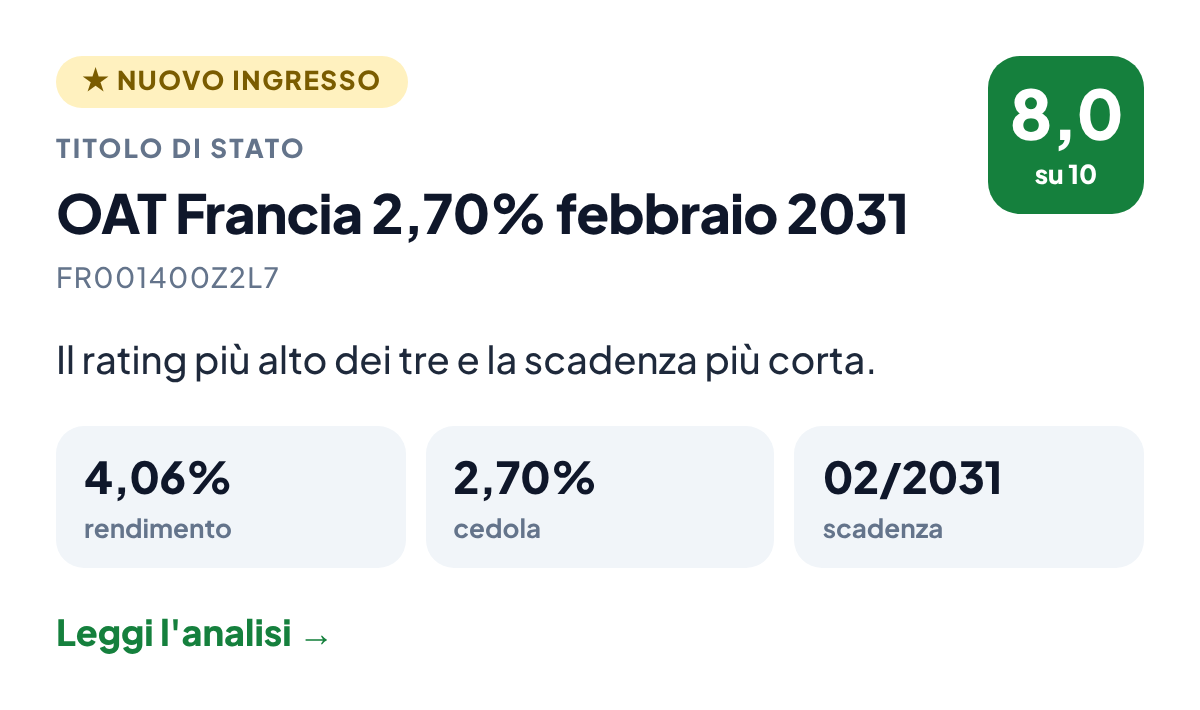 ★ NUOVO INGRESSO
8,0
su 10
TITOLO DI STATO
OAT Francia 2,70% febbraio 2031
FR001400Z2L7
Il rating più alto dei tre e la scadenza più corta.
4,06%
rendimento
2,70%
cedola
02/2031
scadenza
Leggi l'analisi →